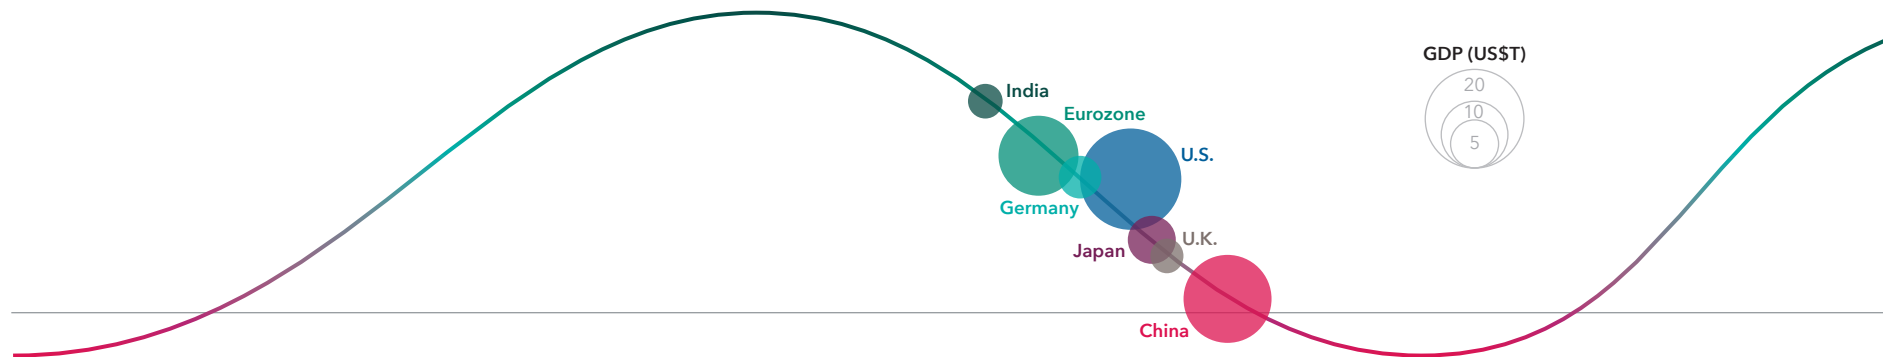 GDP (US$T)
20
10
5
India
Eurozone
U.S.
Germany
U.K.
Japan
China